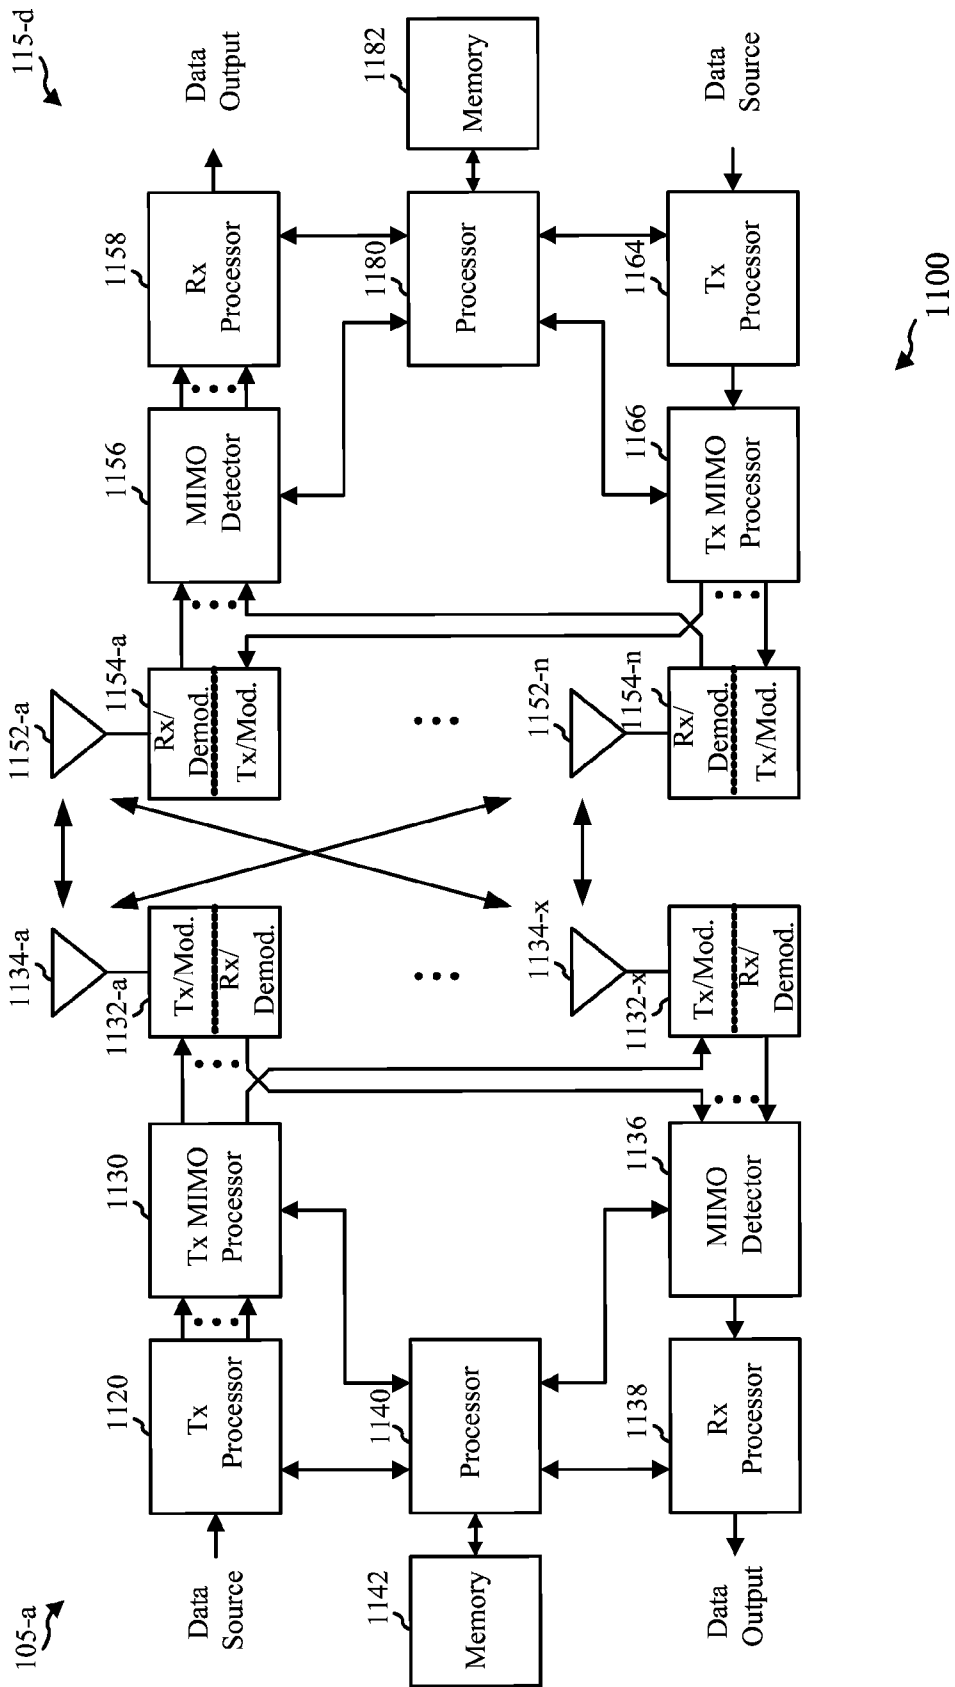 105-a
115-d
Data
Source
1120
Tx
Processor
1130
Tx MIMO
Processor
1134-a
1132-a
Tx/Mod.
Rx/
Demod.
1152-a
1154-a
Rx/
Demod.
Tx/Mod.
1156
MIMO
Detector
1158
Rx
Processor
Data
Output
1142
Memory
1140
Processor
1180
Processor
1182
Memory
Data
Output
1138
Rx
Processor
1136
MIMO
Detector
1134-x
1132-x
Tx/Mod.
Rx/
Demod.
1152-n
1154-n
Rx/
Demod.
Tx/Mod.
1166
Tx MIMO
Processor
1164
Tx
Processor
Data
Source
1100